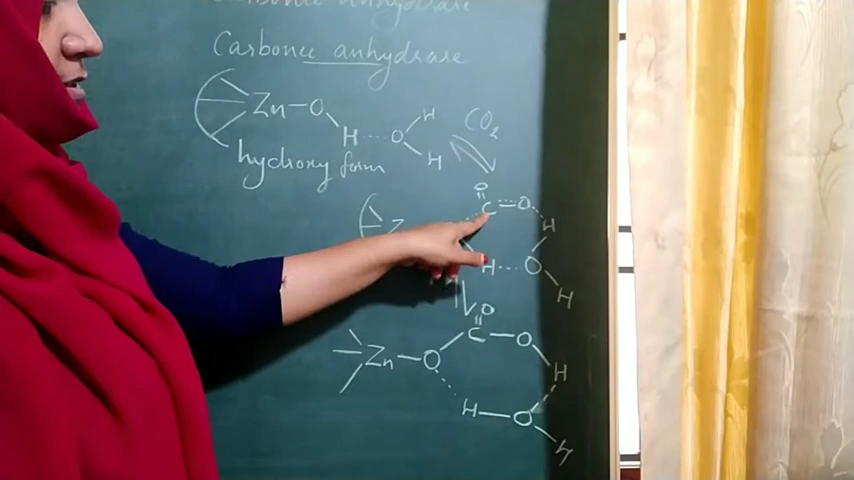 Carbonic anhydrase
Carbonic anhydrase
Zn—O
H
O
H
H
CO2
hydroxy form
O
C
O
H
Z
H
O
H
H
O
C
O
Zn—O
H
H—O
H